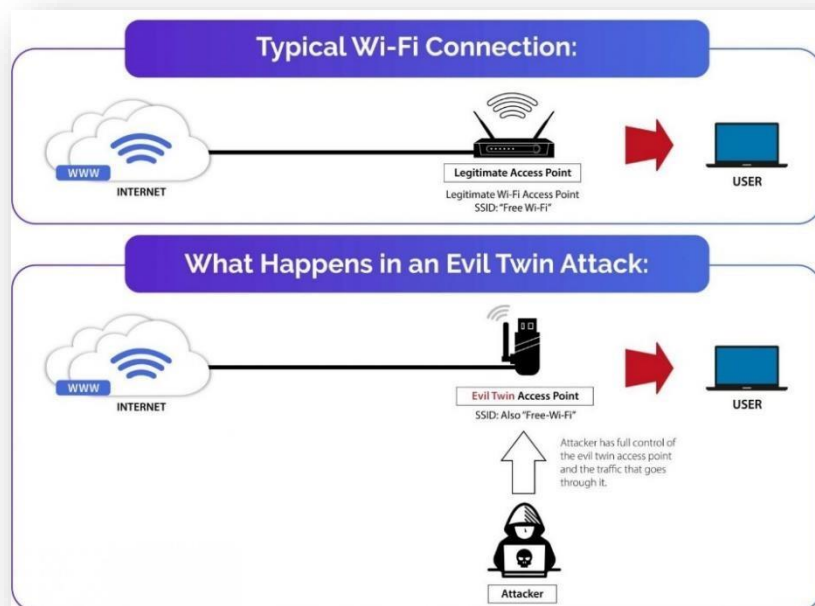 Typical Wi-Fi Connection:
WWW
INTERNET
Legitimate Access Point
Legitimate Wi-Fi Access Point
SSID: "Free Wi-Fi"
USER
What Happens in an Evil Twin Attack:
WWW
INTERNET
Evil Twin Access Point
SSID: Also "Free-Wi-Fi"
USER
Attacker has full control of
the evil twin access point
and the traffic that goes
through it.
Attacker